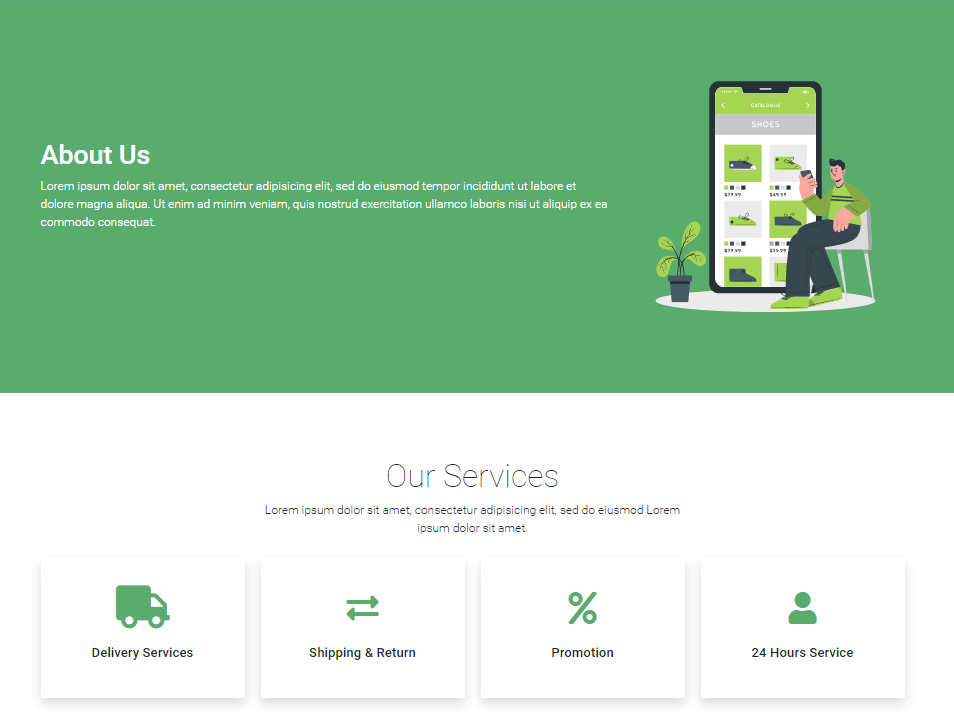 About Us
Lorem ipsum dolor sit amet, consectetur adipisicing elit, sed do eiusmod tempor incididunt ut labore et
dolore magna aliqua. Ut enim ad minim veniam, quis nostrud exercitation ullamco laboris nisi ut aliquip ex ea
commodo consequat.
CATALOGUE
SHOES
$39.99 $49.99
$39.99 $39.99
Our Services
Lorem ipsum dolor sit amet, consectetur adipisicing elit, sed do eiusmod Lorem
ipsum dolor sit amet.
Delivery Services
Shipping & Return
Promotion
24 Hours Service